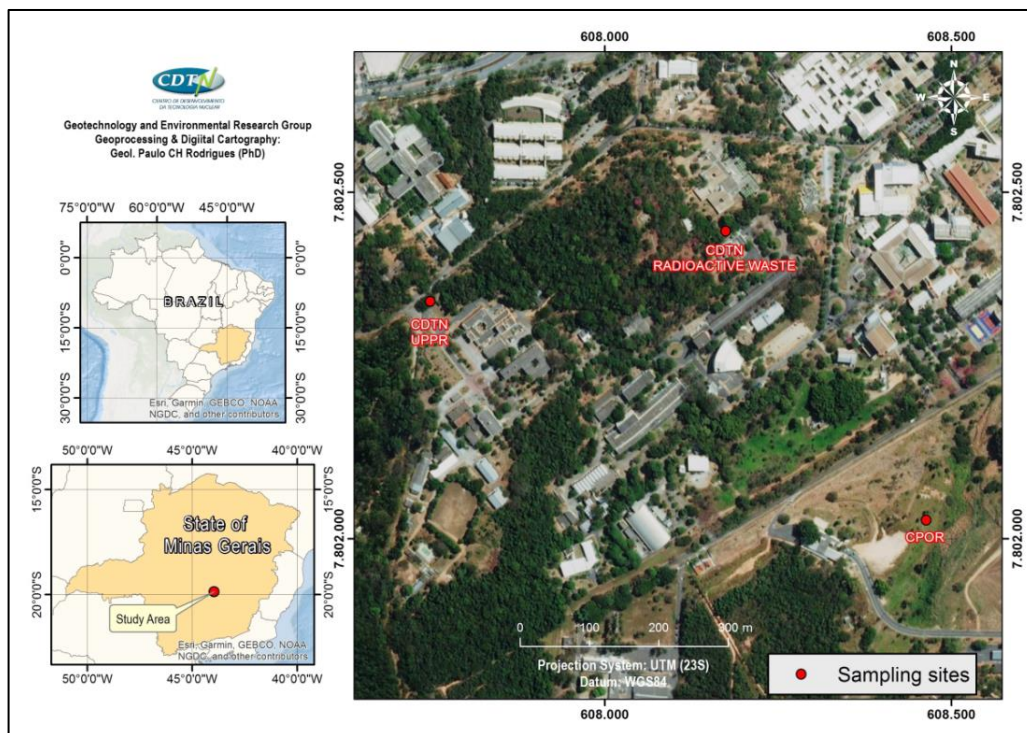 CDTN
CENTRO DE DESENVOLVIMENTO
DA TECNOLOGIA NUCLEAR
Geotechnology and Environmental Research Group
Geoprocessing & Digiital Cartography:
Geol. Paulo CH Rodrigues (PhD)
75°0'0"W 60°0'0"W 45°0'0"W
0°0'0"
15°0'0"S
30°0'0"S
BRAZIL
0°0'0"
15°0'0"S
30°0'0"S
Esri, Garmin, GEBCO, NOAA
NGDC, and other contributors
50°0'0"W 45°0'0"W 40°0'0"W
15°0'0"S
20°0'0"S
State of
Minas Gerais
Study Area
15°0'0"S
20°0'0"S
Esri, Garmin, GEBCO, NOAA
NGDC, and other contributors
50°0'0"W 45°0'0"W 40°0'0"W
608.000 608.500
7.802.500
7.802.000
N
W E
S
CDTN
RADIOACTIVE WASTE
CDTN
UPPR
CPOR
7.802.500
7.802.000
0 100 200 300 m
Projection System: UTM (23S)
Datum: WGS84
Sampling sites
608.000 608.500